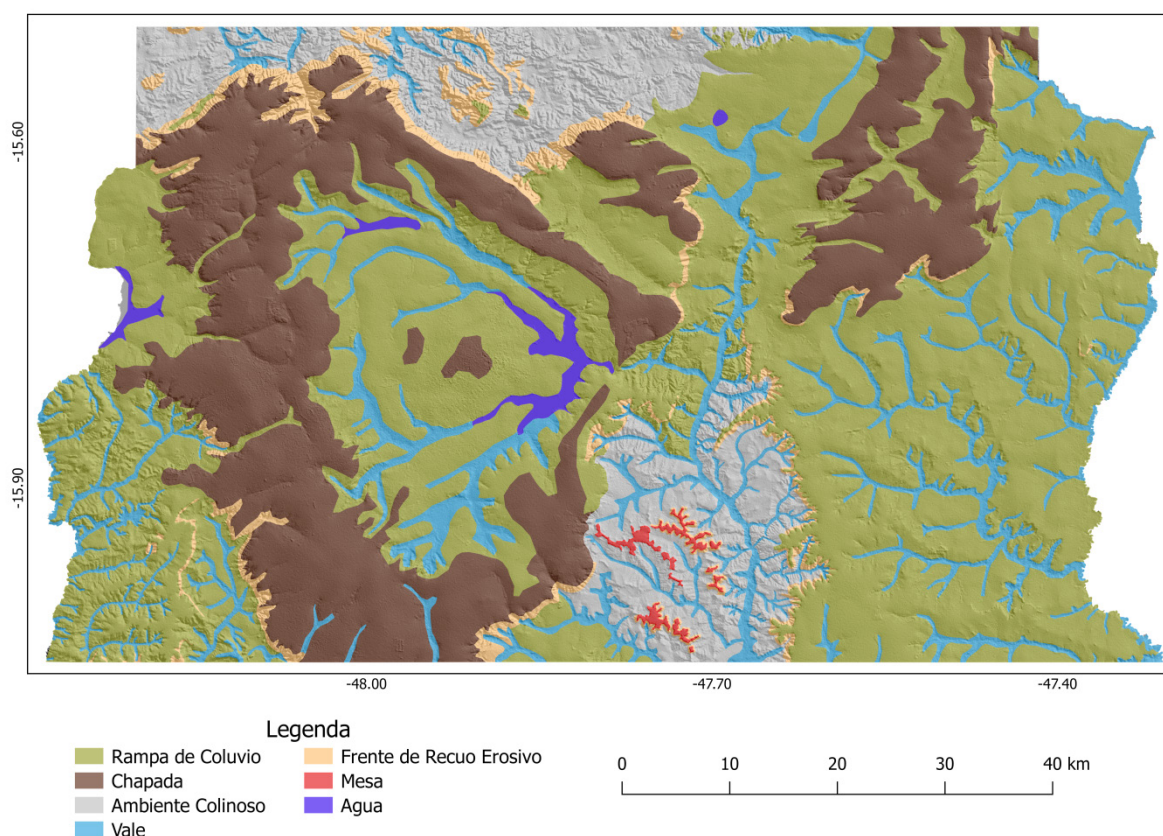 -15.60
-15.90
-48.00
-47.70
-47.40
Legenda
Rampa de Coluvio
Chapada
Ambiente Colinoso
Vale
Frente de Recuo Erosivo
Mesa
Agua
0 10 20 30 40 km